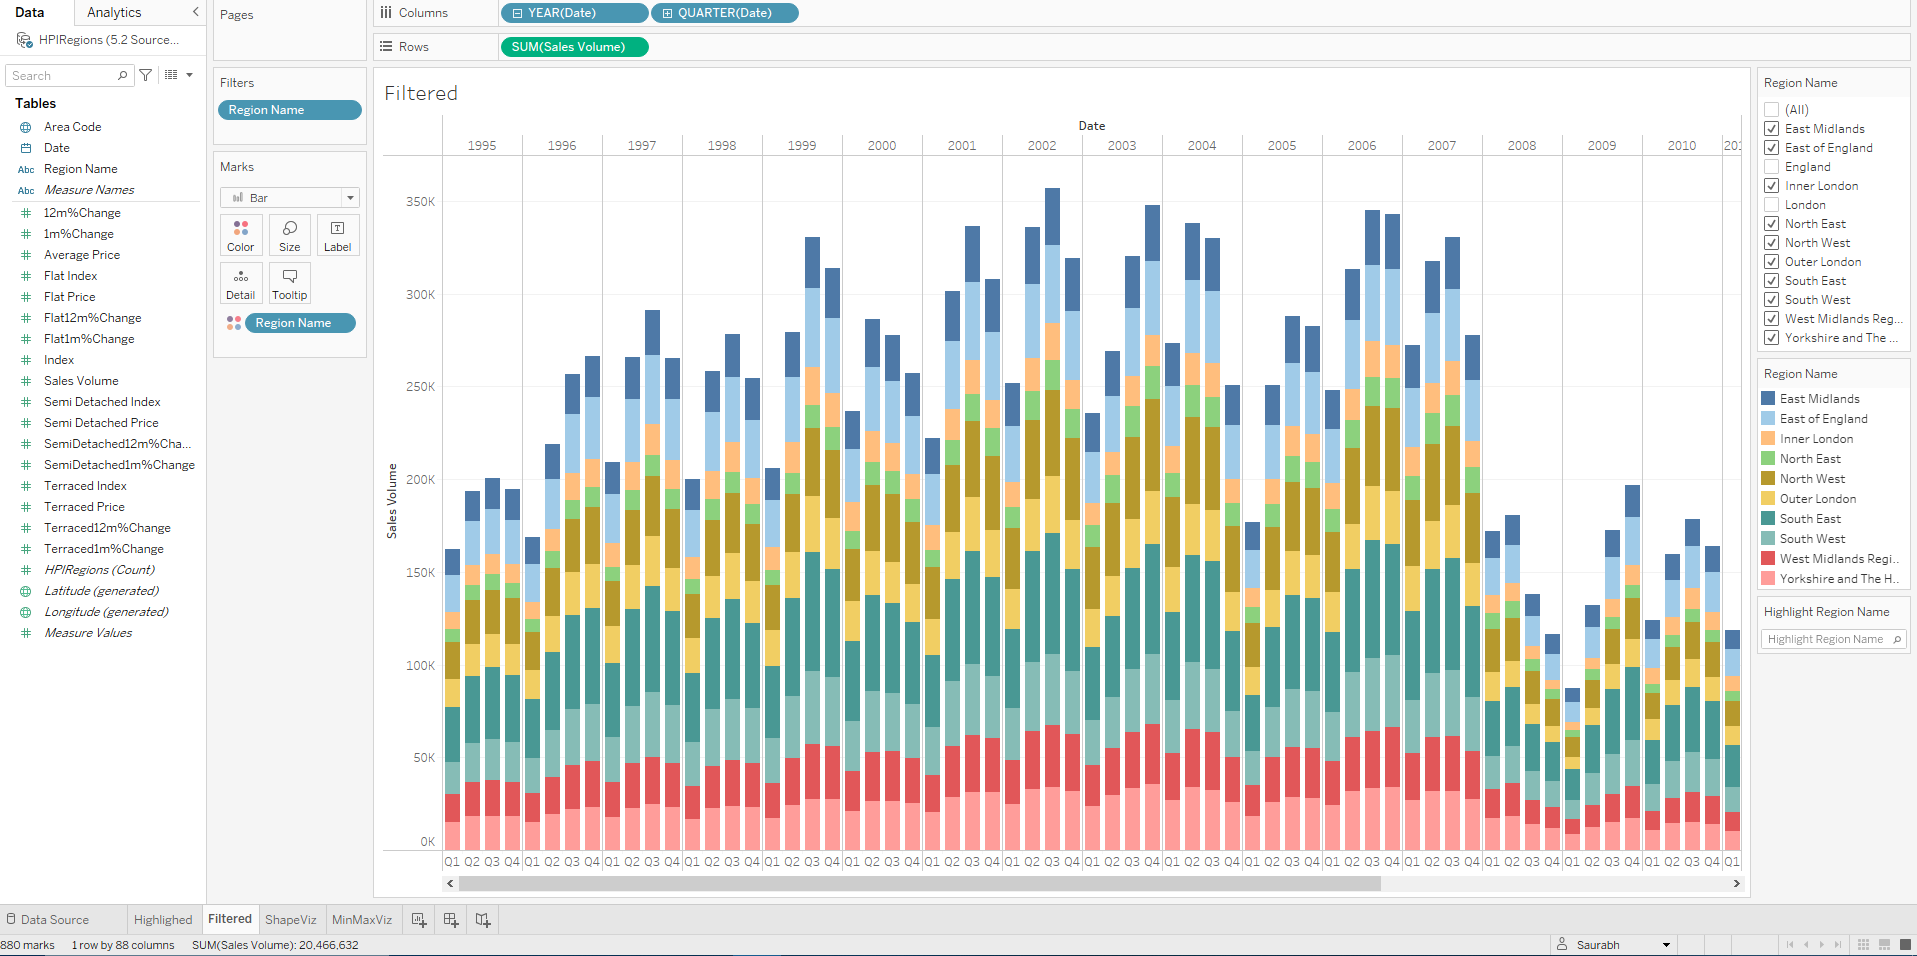 Data
Analytics
HPIRegions (5.2 Source...
Search
Tables
Area Code
Date
Abc Region Name
Abc Measure Names
12m%Change
1m%Change
Average Price
Flat Index
Flat Price
Flat12m%Change
Flat1m%Change
Index
Sales Volume
Semi Detached Index
Semi Detached Price
SemiDetached12m%Cha...
SemiDetached1m%Change
Terraced Index
Terraced Price
Terraced12m%Change
Terraced1m%Change
HPIRegions (Count)
Latitude (generated)
Longitude (generated)
Measure Values
Pages
Filters
Region Name
Marks
Bar
Color Size Label
Detail Tooltip
Region Name
Columns YEAR(Date) QUARTER(Date)
Rows SUM(Sales Volume)
Filtered
Date
1995 1996 1997 1998 1999 2000 2001 2002 2003 2004 2005 2006 2007 2008 2009 2010 201
350K
300K
250K
200K
150K
100K
50K
0K
Sales Volume
Q1 Q2 Q3 Q4 Q1 Q2 Q3 Q4 Q1 Q2 Q3 Q4 Q1 Q2 Q3 Q4 Q1 Q2 Q3 Q4 Q1 Q2 Q3 Q4 Q1 Q2 Q3 Q4 Q1 Q2 Q3 Q4 Q1 Q2 Q3 Q4 Q1 Q2 Q3 Q4 Q1 Q2 Q3 Q4 Q1 Q2 Q3 Q4 Q1 Q2 Q3 Q4 Q1 Q2 Q3 Q4 Q1 Q2 Q3 Q4 Q1 Q2 Q3 Q4 Q1
Region Name
(All)
East Midlands
East of England
England
Inner London
London
North East
North West
Outer London
South East
South West
West Midlands Reg...
Yorkshire and The ...
Region Name
East Midlands
East of England
Inner London
North East
North West
Outer London
South East
South West
West Midlands Regi..
Yorkshire and The H..
Highlight Region Name
Highlight Region Name
Data Source
Highlighed
Filtered
ShapeViz
MinMaxViz
880 marks
1 row by 88 columns
SUM(Sales Volume): 20,466,632
Saurabh